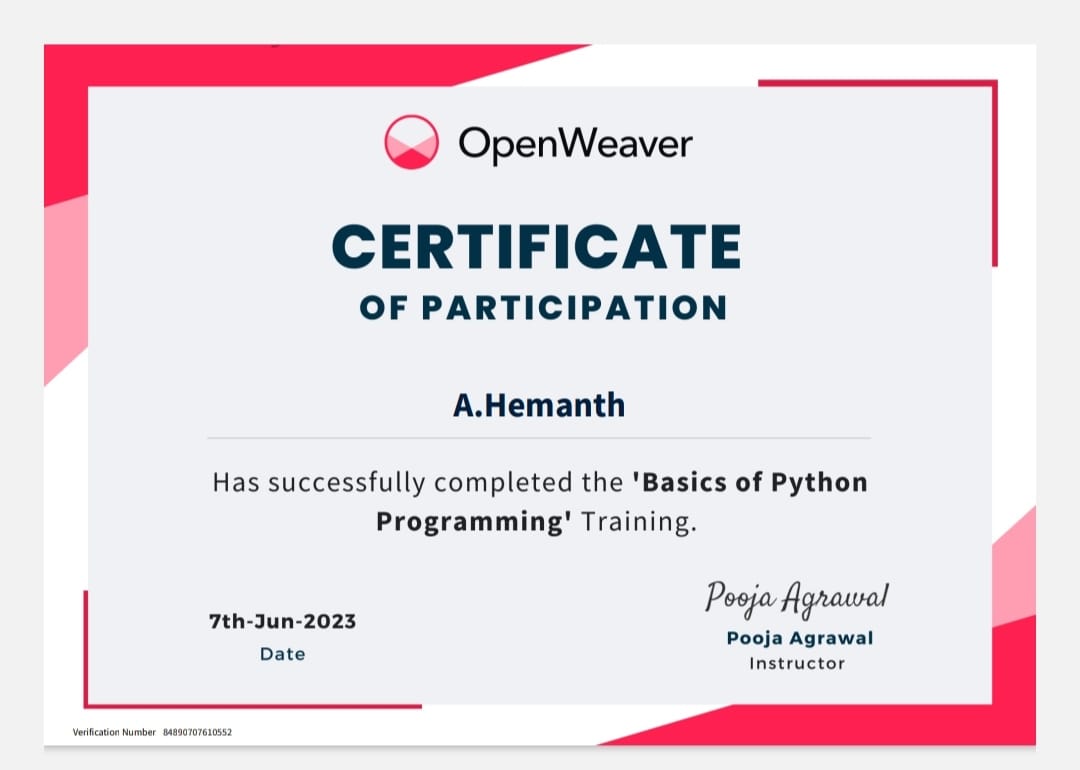 OpenWeaver
CERTIFICATE
OF PARTICIPATION
A.Hemanth
Has successfully completed the 'Basics of Python
Programming' Training.
Pooja Agrawal
7th-Jun-2023
Pooja Agrawal
Date
Instructor
Verification Number 84890707610552